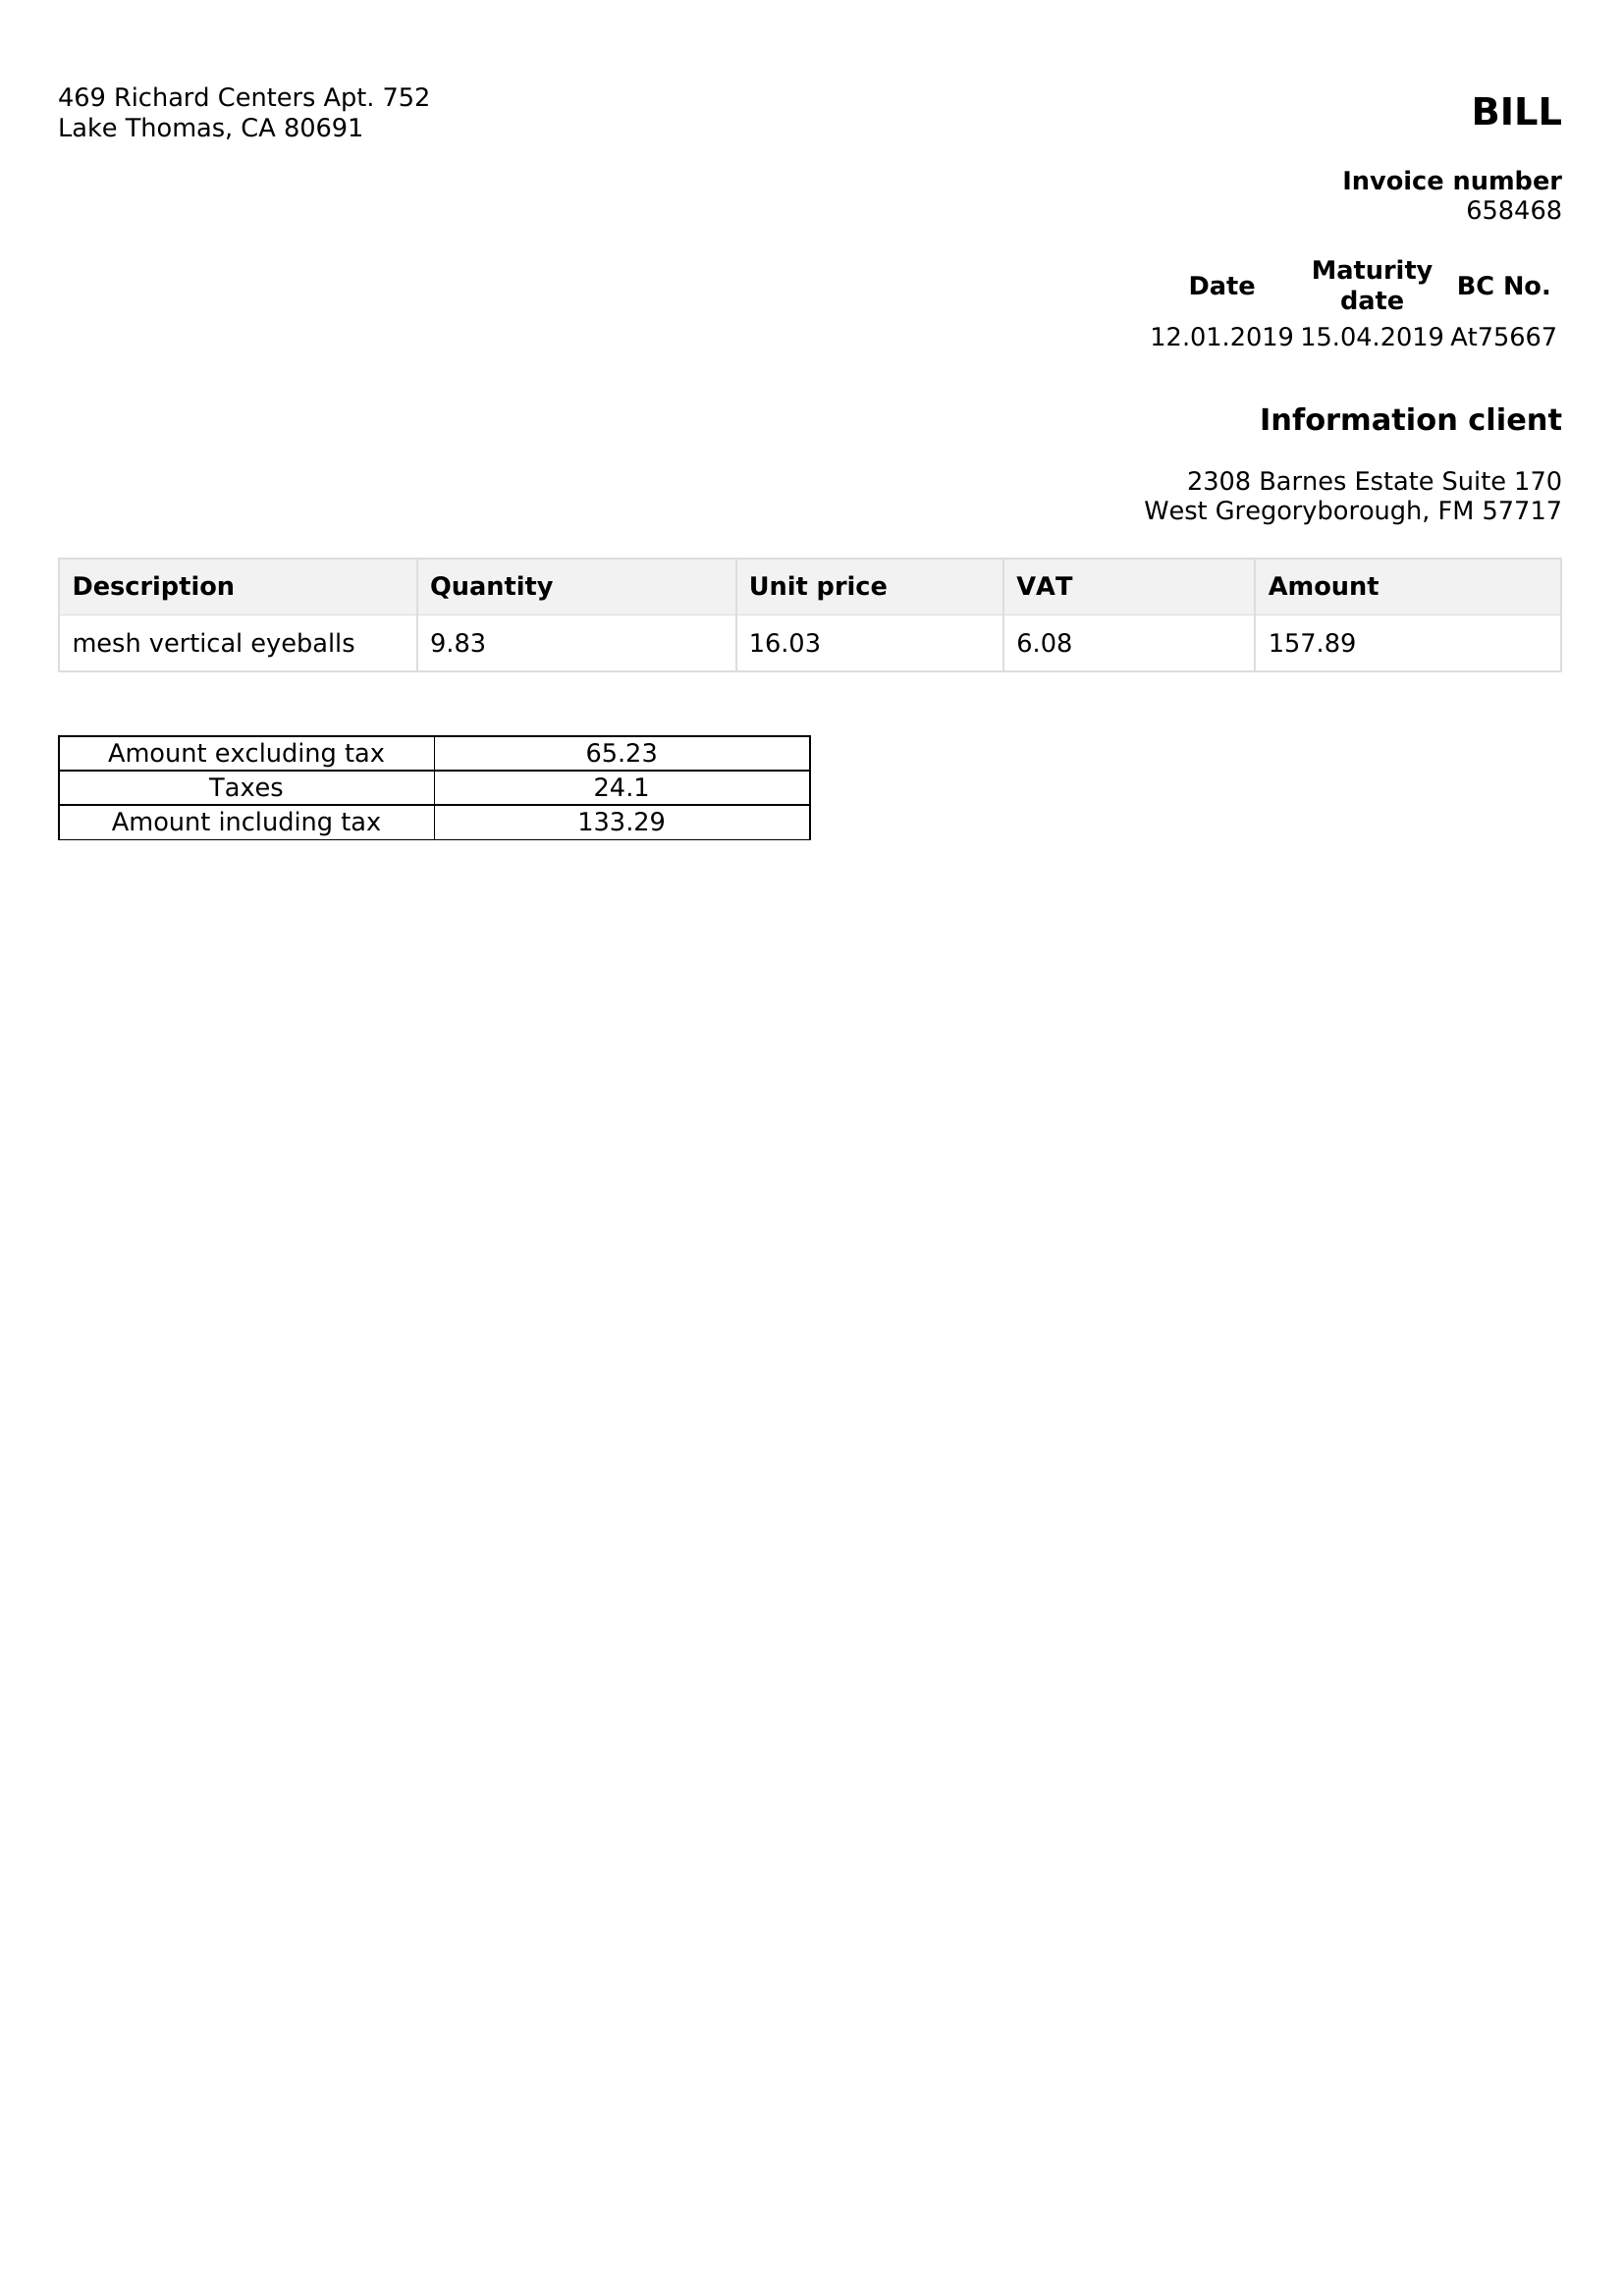 469 Richard Centers Apt. 752
Lake Thomas, CA 80691
BILL
Invoice number
658468
Date Maturity date BC No.
12.01.2019 15.04.2019 At75667
Information client
2308 Barnes Estate Suite 170
West Gregoryborough, FM 57717
Description Quantity Unit price VAT Amount
mesh vertical eyeballs 9.83 16.03 6.08 157.89
Amount excluding tax 65.23
Taxes 24.1
Amount including tax 133.29